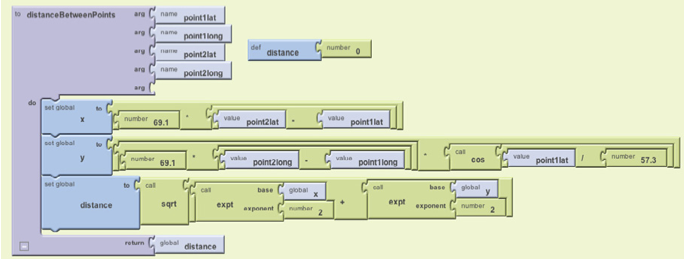 to distanceBetweenPoints arg name point1lat
arg name point1long
arg name point2lat
arg name point2long
arg
def distance number 0
do
set global x to number 69.1 * value point2lat - value point1lat
set global y to number 69.1 * value point2long - value point1long * call cos value point1lat / number 57.3
set global distance to call sqrt call expt base global x exponent number 2 + call expt base global y exponent number 2
return global distance